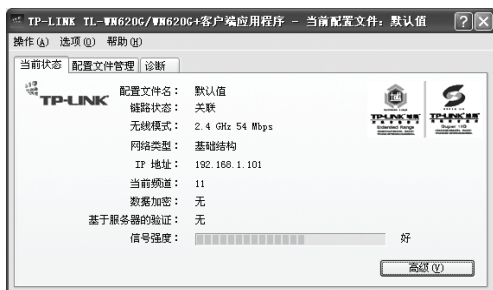 TP-LINK TL-WN620G/WN620G+客户端应用程序 - 当前配置文件: 默认值
操作(A) 选项(O) 帮助(H)
当前状态 配置文件管理 诊断
TP-LINK
配置文件名: 默认值
链路状态: 关联
无线模式: 2.4 GHz 54 Mbps
网络类型: 基础结构
IP 地址: 192.168.1.101
当前频道: 11
数据加密: 无
基于服务器的验证: 无
信号强度: 好
Extended Range
Super G
高级(V)